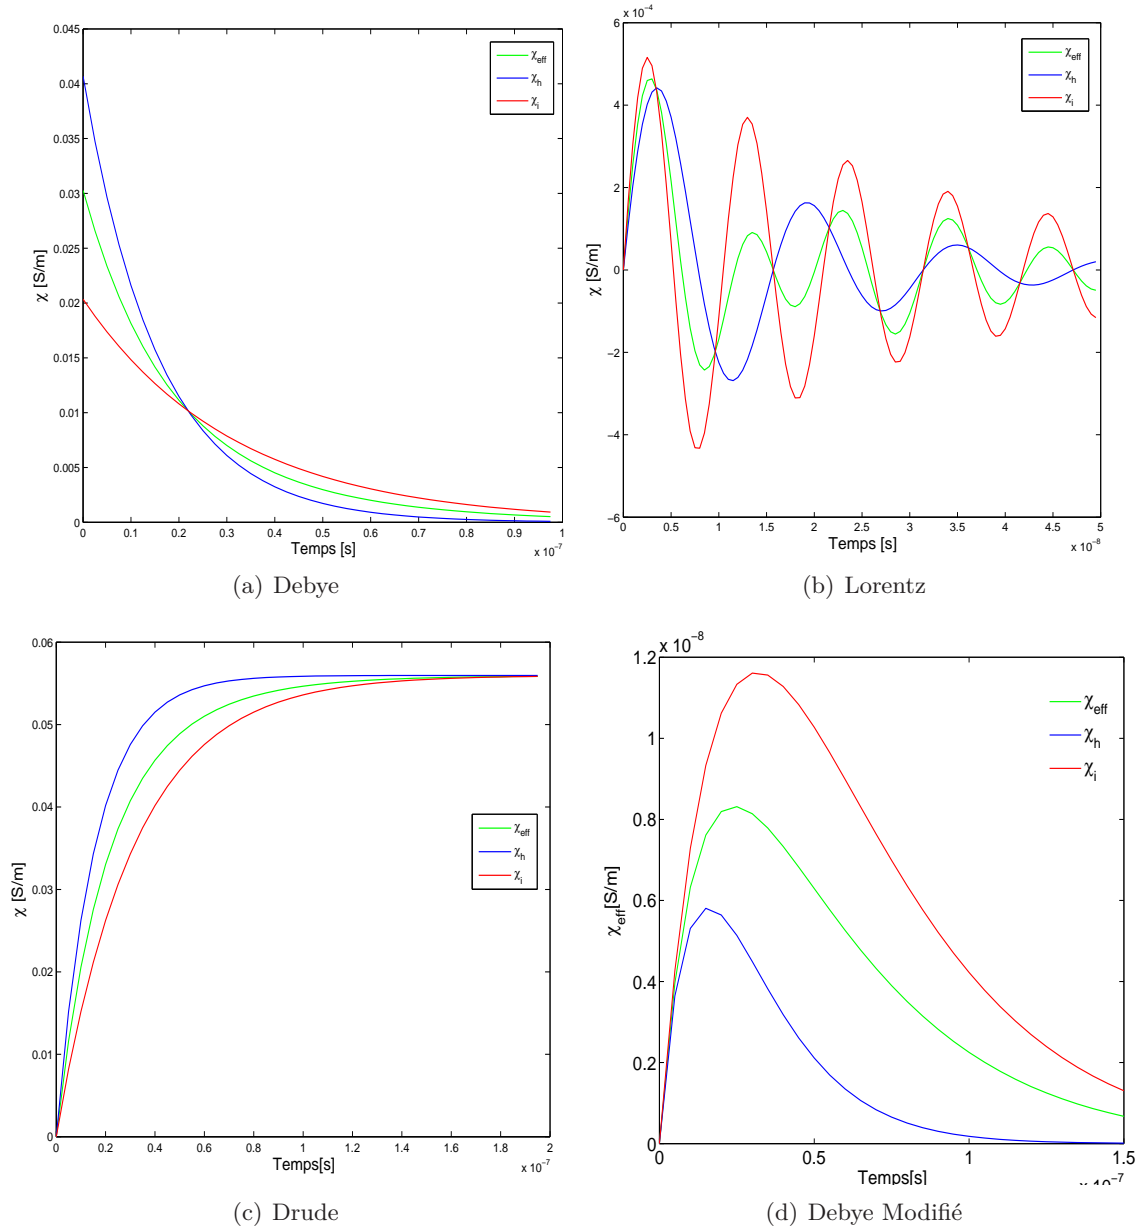 0.045
0.04
0.035
0.03
0.025
0.02
0.015
0.01
0.005
0
χ [S/m]
0 0.1 0.2 0.3 0.4 0.5 0.6 0.7 0.8 0.9 1
x 10⁻⁷
Temps [s]
χeff
χh
χi
(a) Debye
x 10⁻⁴
6
4
2
0
−2
−4
−6
χ [S/m]
0 0.5 1 1.5 2 2.5 3 3.5 4 4.5 5
x 10⁻⁸
Temps [s]
χeff
χh
χi
(b) Lorentz
0.06
0.05
0.04
0.03
0.02
0.01
0
χ [S/m]
0 0.2 0.4 0.6 0.8 1 1.2 1.4 1.6 1.8 2
x 10⁻⁷
Temps[s]
χeff
χh
χi
(c) Drude
x 10⁻⁸
1.2
1
0.8
0.6
0.4
0.2
0
χeff[S/m]
0 0.5 1 1.5
x 10⁻⁷
Temps[s]
χeff
χh
χi
(d) Debye Modifié